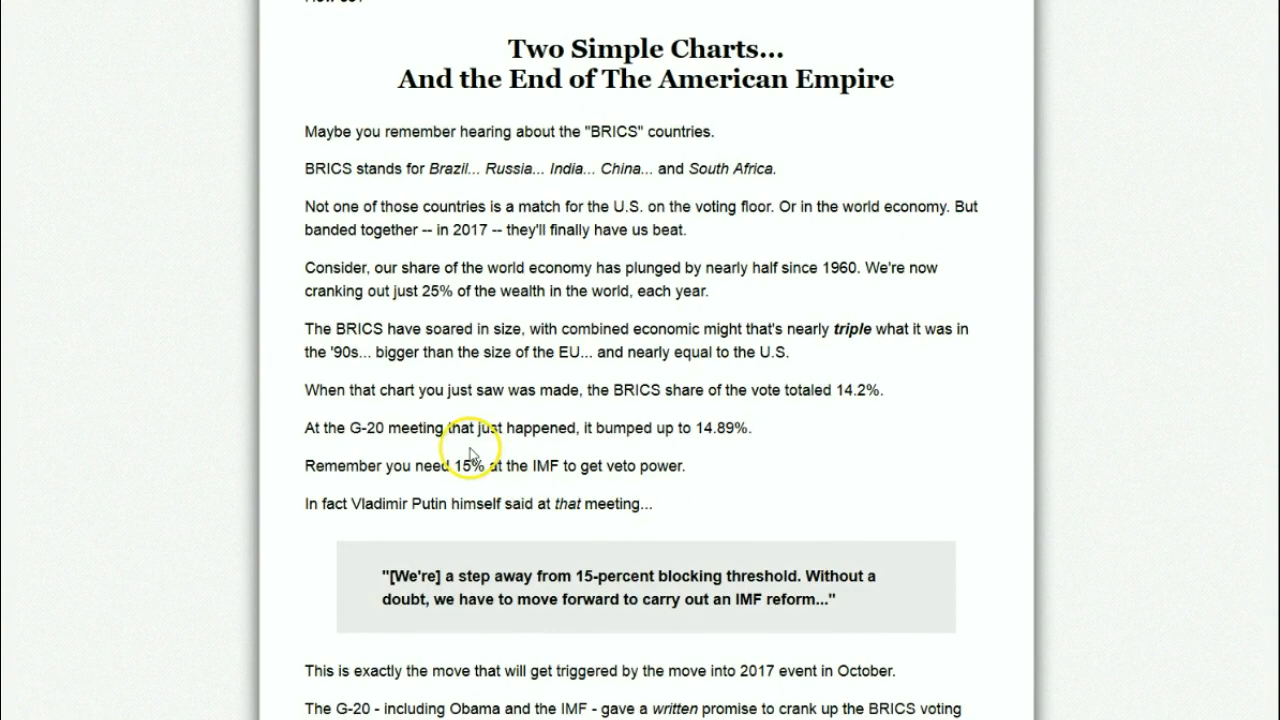 Two Simple Charts...
And the End of The American Empire
Maybe you remember hearing about the "BRICS" countries.
BRICS stands for Brazil... Russia... India... China... and South Africa.
Not one of those countries is a match for the U.S. on the voting floor. Or in the world economy. But
banded together -- in 2017 -- they'll finally have us beat.
Consider, our share of the world economy has plunged by nearly half since 1960. We're now
cranking out just 25% of the wealth in the world, each year.
The BRICS have soared in size, with combined economic might that's nearly triple what it was in
the '90s... bigger than the size of the EU... and nearly equal to the U.S.
When that chart you just saw was made, the BRICS share of the vote totaled 14.2%.
At the G-20 meeting that just happened, it bumped up to 14.89%.
Remember you need 15% at the IMF to get veto power.
In fact Vladimir Putin himself said at that meeting...
"[We're] a step away from 15-percent blocking threshold. Without a
doubt, we have to move forward to carry out an IMF reform..."
This is exactly the move that will get triggered by the move into 2017 event in October.
The G-20 - including Obama and the IMF - gave a written promise to crank up the BRICS voting